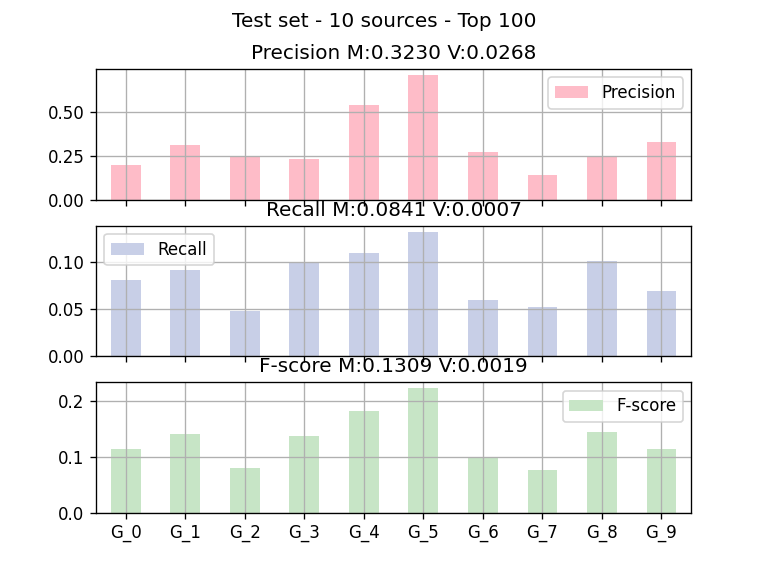 Test set - 10 sources - Top 100
Precision M:0.3230 V:0.0268
Precision
0.50
0.25
0.00
Recall M:0.0841 V:0.0007
Recall
0.10
0.05
0.00
F-score M:0.1309 V:0.0019
F-score
0.2
0.1
0.0
G_0 G_1 G_2 G_3 G_4 G_5 G_6 G_7 G_8 G_9